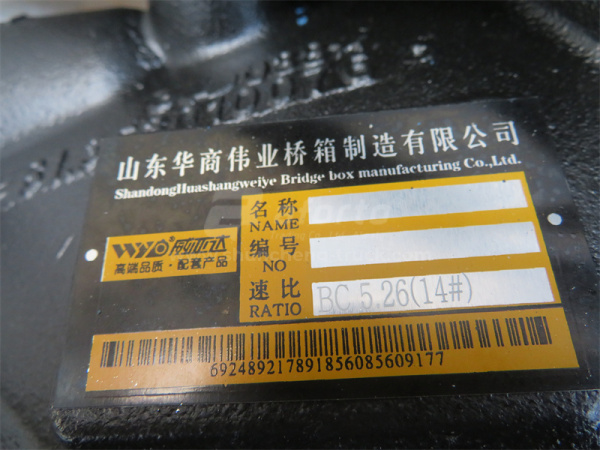 山东华商伟业桥箱制造有限公司
ShandongHuashangweiye Bridge box manufacturing Co.,Ltd.
名称
NAME
编号
NO
速比
RATIO
BC 5.26(14#)
WYO®
高端品质·配套产品
692489217891856085609177